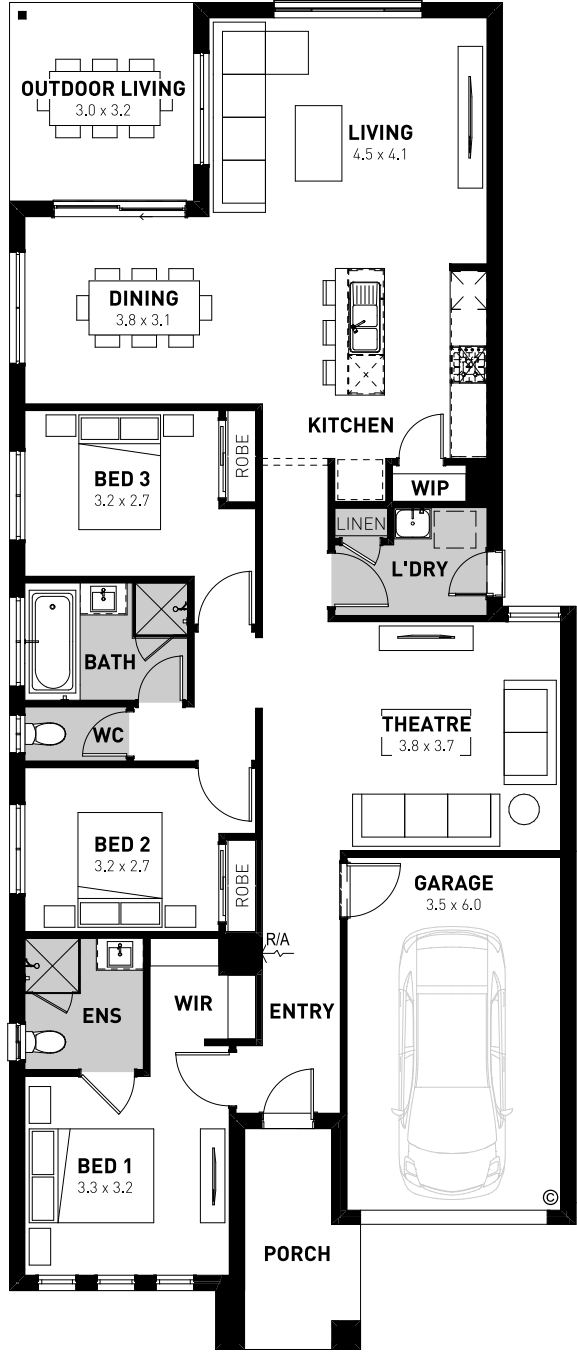 OUTDOOR LIVING
3.0 x 3.2
LIVING
4.5 x 4.1
DINING
3.8 x 3.1
KITCHEN
BED 3
3.2 x 2.7
ROBE
WIP
LINEN
L'DRY
BATH
WC
THEATRE
3.8 x 3.7
BED 2
3.2 x 2.7
ROBE
GARAGE
3.5 x 6.0
R/A
WIR
ENTRY
ENS
BED 1
3.3 x 3.2
©
PORCH